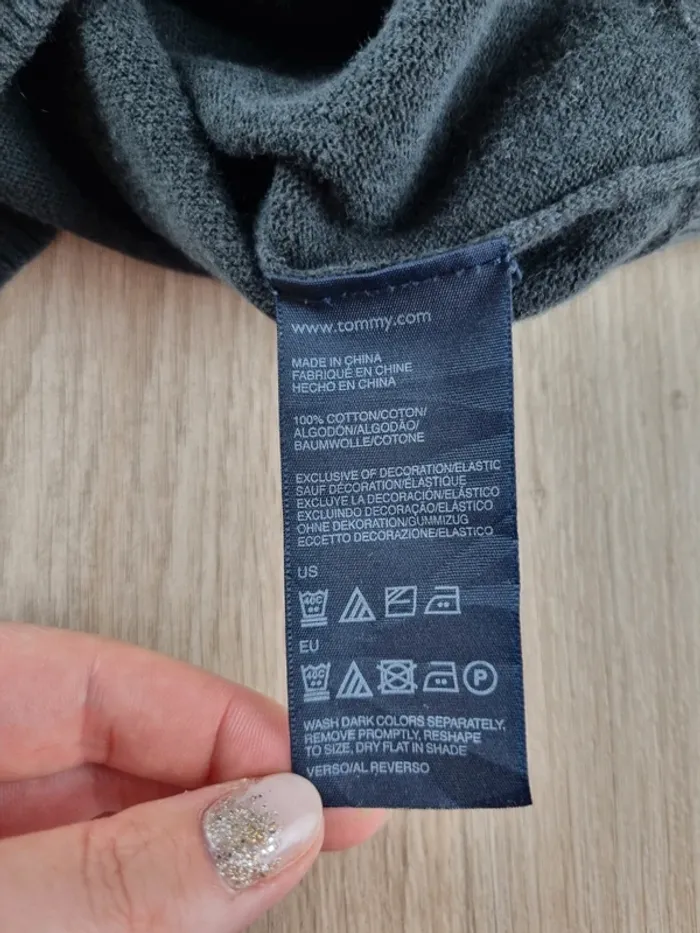 www.tommy.com
MADE IN CHINA
FABRIQUÉ EN CHINE
HECHO EN CHINA
100% COTTON/COTON/
ALGODÓN/ALGODÃO/
BAUMWOLLE/COTONE
EXCLUSIVE OF DECORATION/ELASTIC
SAUF DÉCORATION/ÉLASTIQUE
EXCLUYE LA DECORACIÓN/ELÁSTICO
EXCLUINDO DECORAÇÃO/ELÁSTICO
OHNE DEKORATION/GUMMIZUG
ECCETTO DECORAZIONE/ELASTICO
US
40C
EU
40C P
WASH DARK COLORS SEPARATELY,
REMOVE PROMPTLY, RESHAPE
TO SIZE, DRY FLAT IN SHADE
VERSO/AL REVERSO